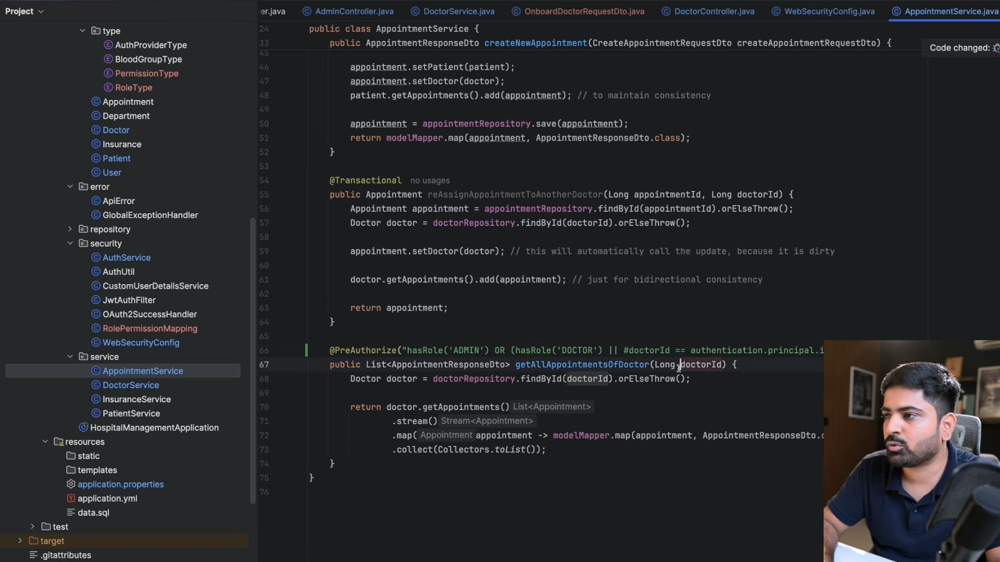 Project
er.java
AdminController.java
DoctorService.java
OnboardDoctorRequestDto.java
DoctorController.java
WebSecurityConfig.java
AppointmentService.java
type
AuthProviderType
BloodGroupType
PermissionType
RoleType
Appointment
Department
Doctor
Insurance
Patient
User
error
ApiError
GlobalExceptionHandler
repository
security
AuthService
AuthUtil
CustomUserDetailsService
JwtAuthFilter
OAuth2SuccessHandler
RolePermissionMapping
WebSecurityConfig
service
AppointmentService
DoctorService
InsuranceService
PatientService
HospitalManagementApplication
resources
static
templates
application.properties
application.yml
data.sql
test
target
.gitattributes
24 public class AppointmentService {
33 public AppointmentResponseDto createNewAppointment(CreateAppointmentRequestDto createAppointmentRequestDto) {
Code changed:
45
46 appointment.setPatient(patient);
47 appointment.setDoctor(doctor);
48 patient.getAppointments().add(appointment); // to maintain consistency
49
50 appointment = appointmentRepository.save(appointment);
51 return modelMapper.map(appointment, AppointmentResponseDto.class);
52 }
53
54 @Transactional no usages
55 public Appointment reAssignAppointmentToAnotherDoctor(Long appointmentId, Long doctorId) {
56 Appointment appointment = appointmentRepository.findById(appointmentId).orElseThrow();
57 Doctor doctor = doctorRepository.findById(doctorId).orElseThrow();
58
59 appointment.setDoctor(doctor); // this will automatically call the update, because it is dirty
60
61 doctor.getAppointments().add(appointment); // just for bidirectional consistency
62
63 return appointment;
64 }
65
66 @PreAuthorize("hasRole('ADMIN') OR (hasRole('DOCTOR') || #doctorId == authentication.principal.i
67 public List<AppointmentResponseDto> getAllAppointmentsOfDoctor(Long doctorId) {
68 Doctor doctor = doctorRepository.findById(doctorId).orElseThrow();
69
70 return doctor.getAppointments() List<Appointment>
71 .stream() Stream<Appointment>
72 .map( Appointment appointment -> modelMapper.map(appointment, AppointmentResponseDto.c
73 .collect(Collectors.toList());
74 }
75 }
76